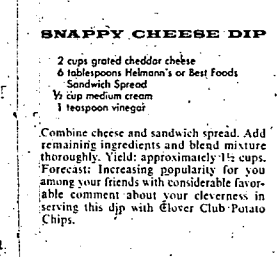 SNAPPY CHEESE DIP
2 cups grated cheddar cheese
6 tablespoons Helmann's or Best Foods
Sandwich Spread
½ cup medium cream
1 teaspoon vinegar
Combine cheese and sandwich spread. Add
remaining ingredients and blend mixture
thoroughly. Yield: approximately 1½ cups.
Forecast: Increasing popularity for you
among your friends with considerable favor-
able comment about your cleverness in
serving this dip with Clover Club Potato
Chips.